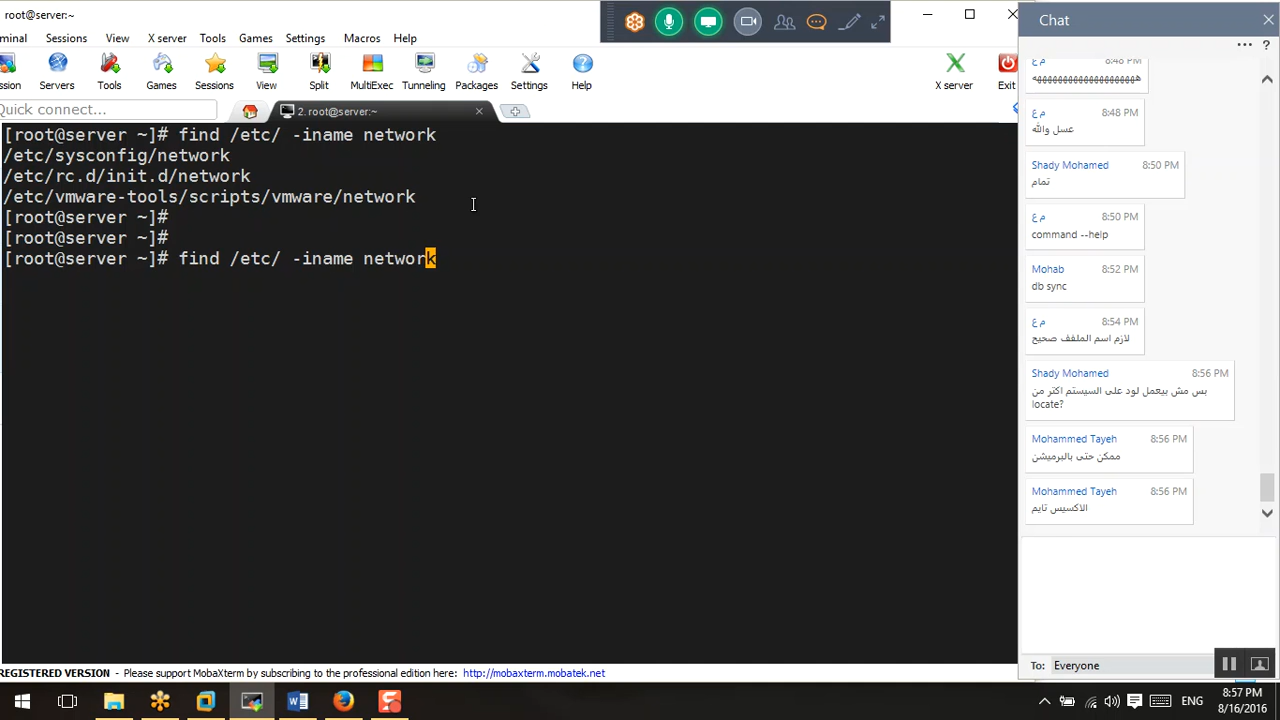 root@server:~
minal Sessions View X server Tools Games Settings Macros Help
ssion Servers Tools Games Sessions View Split MultiExec Tunneling Packages Settings Help X server Exit
Quick connect...
2. root@server:~
[root@server ~]# find /etc/ -iname network
/etc/sysconfig/network
/etc/rc.d/init.d/network
/etc/vmware-tools/scripts/vmware/network
[root@server ~]#
[root@server ~]#
[root@server ~]# find /etc/ -iname network
REGISTERED VERSION - Please support MobaXterm by subscribing to the professional edition here: http://mobaxterm.mobatek.net
Chat
8:48 PM
م ع 8:48 PM
عسل والله
Shady Mohamed 8:50 PM
تمام
م ع 8:50 PM
command --help
Mohab 8:52 PM
db sync
م ع 8:54 PM
لازم اسم الملقف صحيح
Shady Mohamed 8:56 PM
بس مش بيعمل لود على السيستم اكتر من
locate?
Mohammed Tayeh 8:56 PM
ممكن حتى بالبرميشن
Mohammed Tayeh 8:56 PM
الاكسيس تايم
To: Everyone
ENG
8:57 PM
8/16/2016